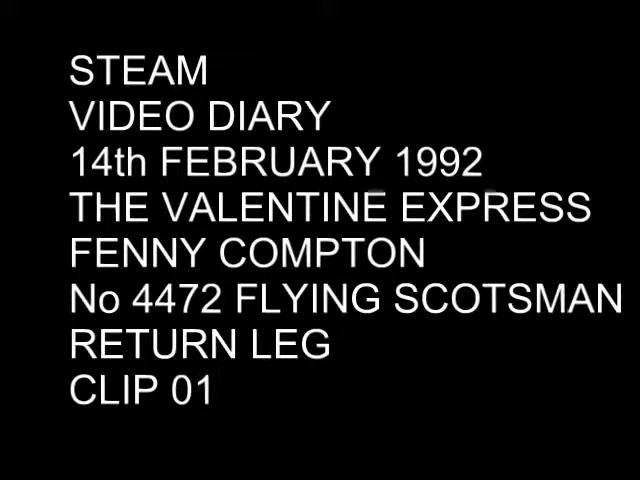 STEAM
VIDEO DIARY
14th FEBRUARY 1992
THE VALENTINE EXPRESS
FENNY COMPTON
No 4472 FLYING SCOTSMAN
RETURN LEG
CLIP 01